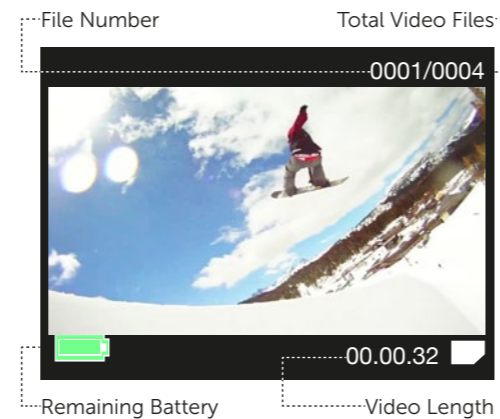 File Number Total Video Files
0001/0004
00.00.32
Remaining Battery Video Length